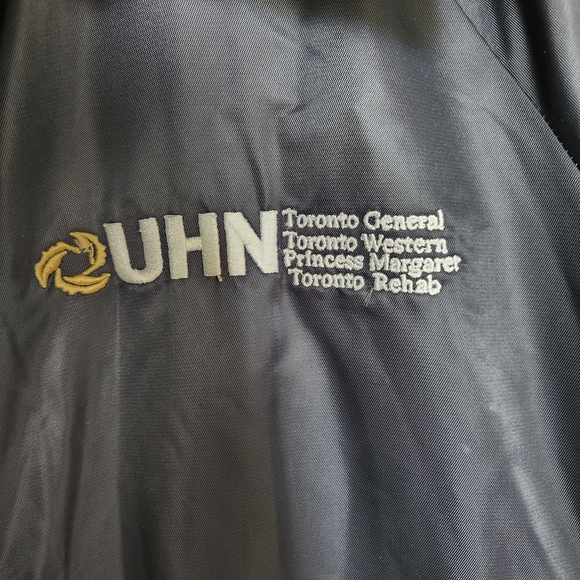 UHN
Toronto General
Toronto Western
Princess Margaret
Toronto Rehab